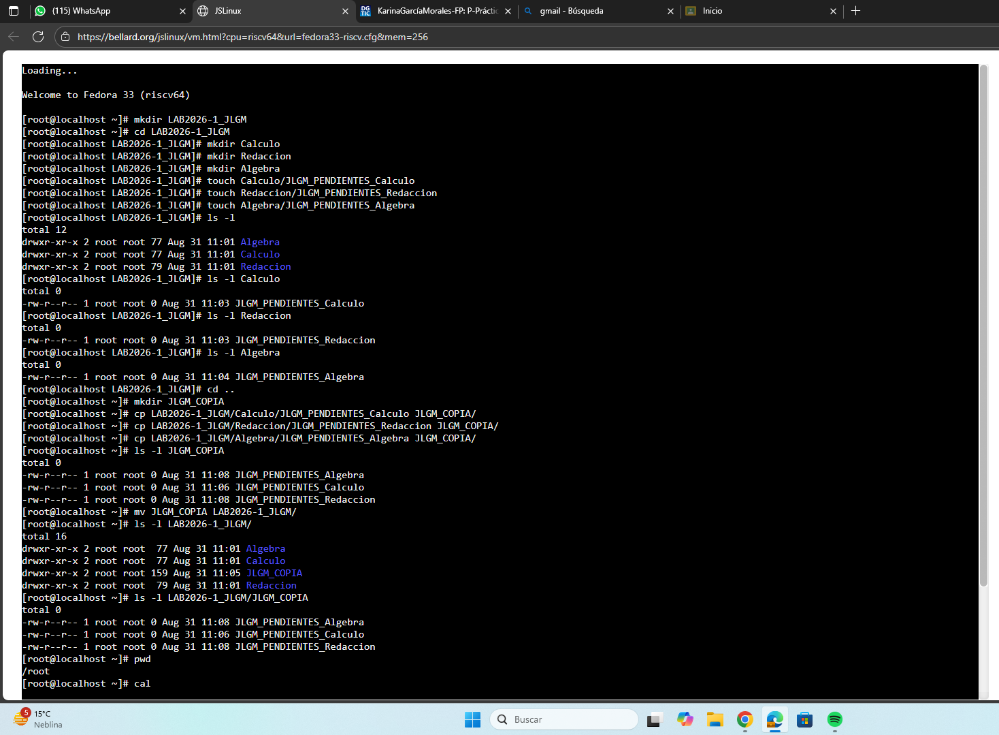 (115) WhatsApp
JSLinux
KarinaGarcíaMorales-FP: P-Práctic
gmail - Búsqueda
Inicio
https://bellard.org/jslinux/vm.html?cpu=riscv64&url=fedora33-riscv.cfg&mem=256
Loading...
Welcome to Fedora 33 (riscv64)
[root@localhost ~]# mkdir LAB2026-1_JLGM
[root@localhost ~]# cd LAB2026-1_JLGM
[root@localhost LAB2026-1_JLGM]# mkdir Calculo
[root@localhost LAB2026-1_JLGM]# mkdir Redaccion
[root@localhost LAB2026-1_JLGM]# mkdir Algebra
[root@localhost LAB2026-1_JLGM]# touch Calculo/JLGM_PENDIENTES_Calculo
[root@localhost LAB2026-1_JLGM]# touch Redaccion/JLGM_PENDIENTES_Redaccion
[root@localhost LAB2026-1_JLGM]# touch Algebra/JLGM_PENDIENTES_Algebra
[root@localhost LAB2026-1_JLGM]# ls -l
total 12
drwxr-xr-x 2 root root 77 Aug 31 11:01 Algebra
drwxr-xr-x 2 root root 77 Aug 31 11:01 Calculo
drwxr-xr-x 2 root root 79 Aug 31 11:01 Redaccion
[root@localhost LAB2026-1_JLGM]# ls -l Calculo
total 0
-rw-r--r-- 1 root root 0 Aug 31 11:03 JLGM_PENDIENTES_Calculo
[root@localhost LAB2026-1_JLGM]# ls -l Redaccion
total 0
-rw-r--r-- 1 root root 0 Aug 31 11:03 JLGM_PENDIENTES_Redaccion
[root@localhost LAB2026-1_JLGM]# ls -l Algebra
total 0
-rw-r--r-- 1 root root 0 Aug 31 11:04 JLGM_PENDIENTES_Algebra
[root@localhost LAB2026-1_JLGM]# cd ..
[root@localhost ~]# mkdir JLGM_COPIA
[root@localhost ~]# cp LAB2026-1_JLGM/Calculo/JLGM_PENDIENTES_Calculo JLGM_COPIA/
[root@localhost ~]# cp LAB2026-1_JLGM/Redaccion/JLGM_PENDIENTES_Redaccion JLGM_COPIA/
[root@localhost ~]# cp LAB2026-1_JLGM/Algebra/JLGM_PENDIENTES_Algebra JLGM_COPIA/
[root@localhost ~]# ls -l JLGM_COPIA
total 0
-rw-r--r-- 1 root root 0 Aug 31 11:08 JLGM_PENDIENTES_Algebra
-rw-r--r-- 1 root root 0 Aug 31 11:06 JLGM_PENDIENTES_Calculo
-rw-r--r-- 1 root root 0 Aug 31 11:08 JLGM_PENDIENTES_Redaccion
[root@localhost ~]# mv JLGM_COPIA LAB2026-1_JLGM/
[root@localhost ~]# ls -l LAB2026-1_JLGM/
total 16
drwxr-xr-x 2 root root  77 Aug 31 11:01 Algebra
drwxr-xr-x 2 root root  77 Aug 31 11:01 Calculo
drwxr-xr-x 2 root root 159 Aug 31 11:05 JLGM_COPIA
drwxr-xr-x 2 root root  79 Aug 31 11:01 Redaccion
[root@localhost ~]# ls -l LAB2026-1_JLGM/JLGM_COPIA
total 0
-rw-r--r-- 1 root root 0 Aug 31 11:08 JLGM_PENDIENTES_Algebra
-rw-r--r-- 1 root root 0 Aug 31 11:06 JLGM_PENDIENTES_Calculo
-rw-r--r-- 1 root root 0 Aug 31 11:08 JLGM_PENDIENTES_Redaccion
[root@localhost ~]# pwd
/root
[root@localhost ~]# cal
5
15°C
Neblina
Buscar